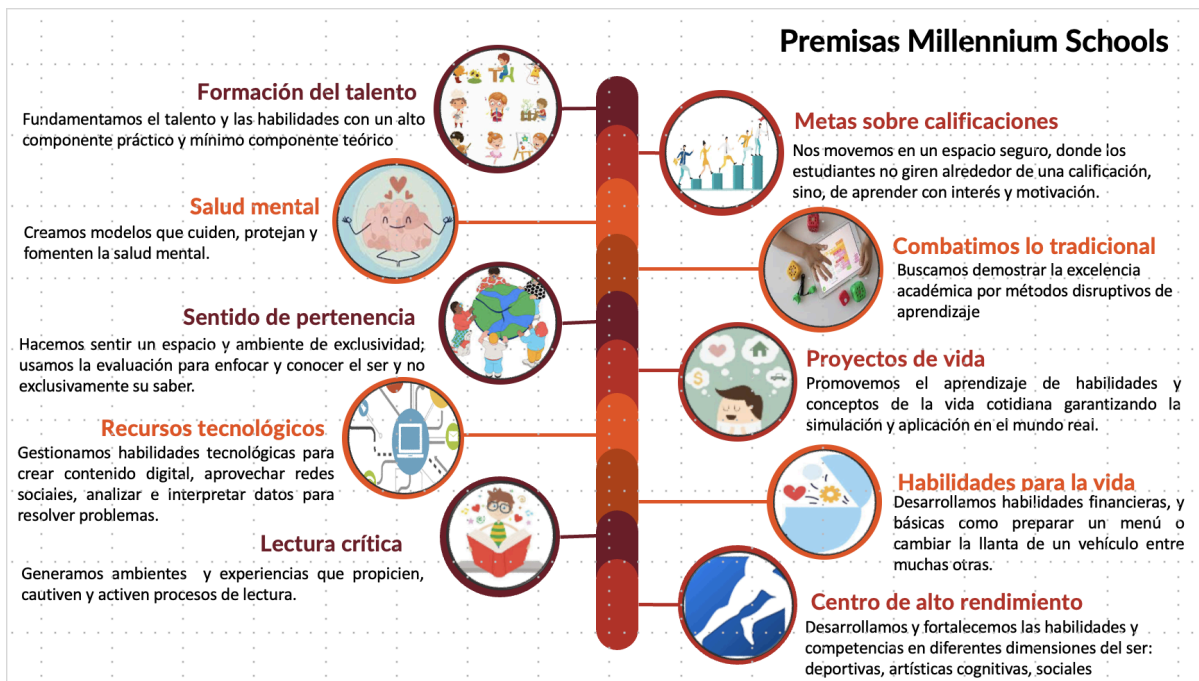 Premisas Millennium Schools
Formación del talento
Fundamentamos el talento y las habilidades con un alto
componente práctico y mínimo componente teórico
Metas sobre calificaciones
Nos movemos en un espacio seguro, donde los
estudiantes no giren alrededor de una calificación,
sino, de aprender con interés y motivación.
Salud mental
Creamos modelos que cuiden, protejan y
fomenten la salud mental.
Combatimos lo tradicional
Buscamos demostrar la excelencia
académica por métodos disruptivos de
aprendizaje
Sentido de pertenencia
Hacemos sentir un espacio y ambiente de exclusividad;
usamos la evaluación para enfocar y conocer el ser y no
exclusivamente su saber.
Proyectos de vida
Promovemos el aprendizaje de habilidades y
conceptos de la vida cotidiana garantizando la
simulación y aplicación en el mundo real.
Recursos tecnológicos
Gestionamos habilidades tecnológicas para
crear contenido digital, aprovechar redes
sociales, analizar e interpretar datos para
resolver problemas.
Habilidades para la vida
Desarrollamos habilidades financieras, y
básicas como preparar un menú o
cambiar la llanta de un vehículo entre
muchas otras.
Lectura crítica
Generamos ambientes y experiencias que propicien,
cautiven y activen procesos de lectura.
Centro de alto rendimiento
Desarrollamos y fortalecemos las habilidades y
competencias en diferentes dimensiones del ser:
deportivas, artísticas cognitivas, sociales